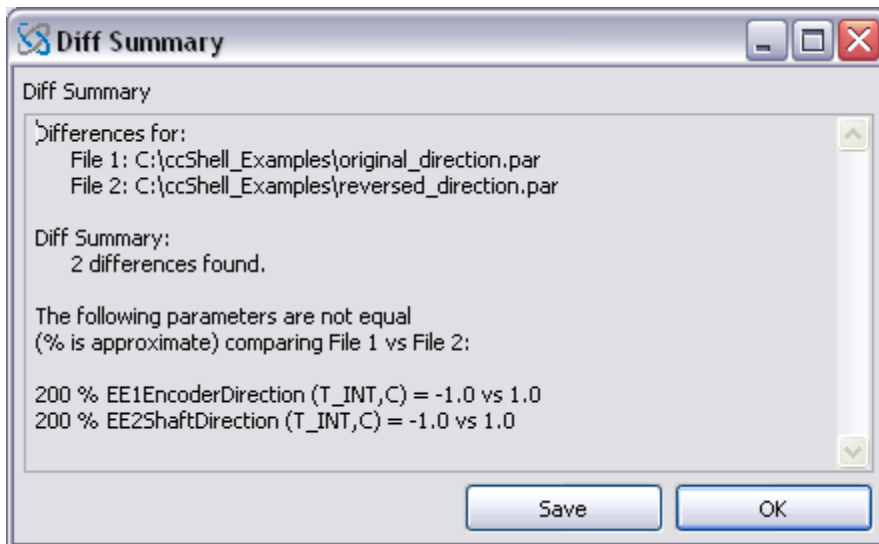 Diff Summary
Diff Summary
Differences for:
File 1: C:\ccShell_Examples\original_direction.par
File 2: C:\ccShell_Examples\reversed_direction.par
Diff Summary:
2 differences found.
The following parameters are not equal
(% is approximate) comparing File 1 vs File 2:
200 % EE1EncoderDirection (T_INT,C) = -1.0 vs 1.0
200 % EE2ShaftDirection (T_INT,C) = -1.0 vs 1.0
Save OK